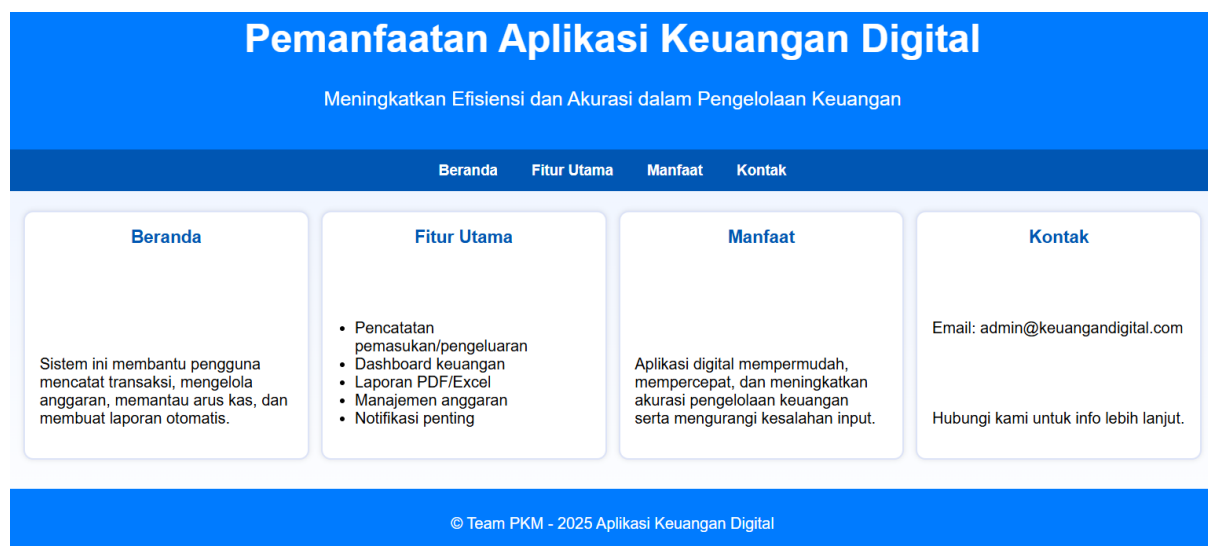 Pemanfaatan Aplikasi Keuangan Digital
Meningkatkan Efisiensi dan Akurasi dalam Pengelolaan Keuangan
Beranda Fitur Utama Manfaat Kontak
Beranda
Sistem ini membantu pengguna
mencatat transaksi, mengelola
anggaran, memantau arus kas, dan
membuat laporan otomatis.
Fitur Utama
• Pencatatan
pemasukan/pengeluaran
• Dashboard keuangan
• Laporan PDF/Excel
• Manajemen anggaran
• Notifikasi penting
Manfaat
Aplikasi digital mempermudah,
mempercepat, dan meningkatkan
akurasi pengelolaan keuangan
serta mengurangi kesalahan input.
Kontak
Email: admin@keuangandigital.com
Hubungi kami untuk info lebih lanjut.
© Team PKM - 2025 Aplikasi Keuangan Digital